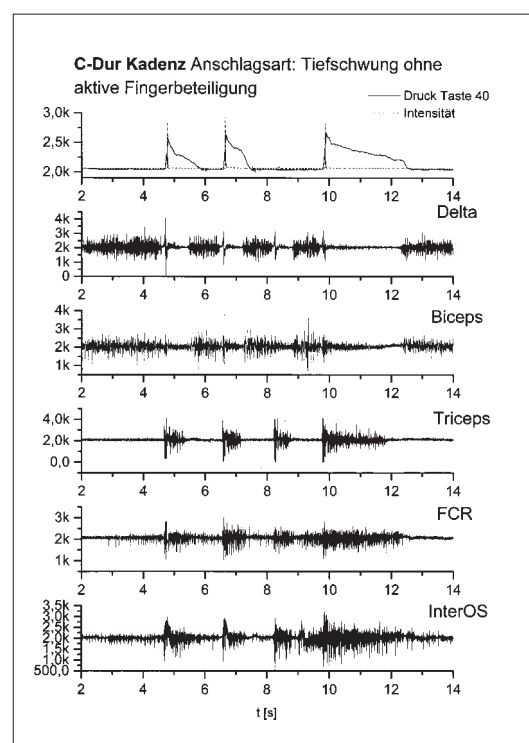 C-Dur Kadenz Anschlagsart: Tiefschwung ohne
aktive Fingerbeteiligung
Druck Taste 40
Intensität
3,0k
2,5k
2,0k
2 4 6 8 10 12 14
Delta
4k
3k
2k
1k
0
2 4 6 8 10 12 14
Biceps
4k
3k
2k
1k
2 4 6 8 10 12 14
Triceps
4,0k
2,0k
0,0
2 4 6 8 10 12 14
FCR
3k
2k
1k
2 4 6 8 10 12 14
InterOS
3,5k
3,0k
2,5k
2,0k
1,5k
1,0k
500,0
2 4 6 8 10 12 14
t [s]